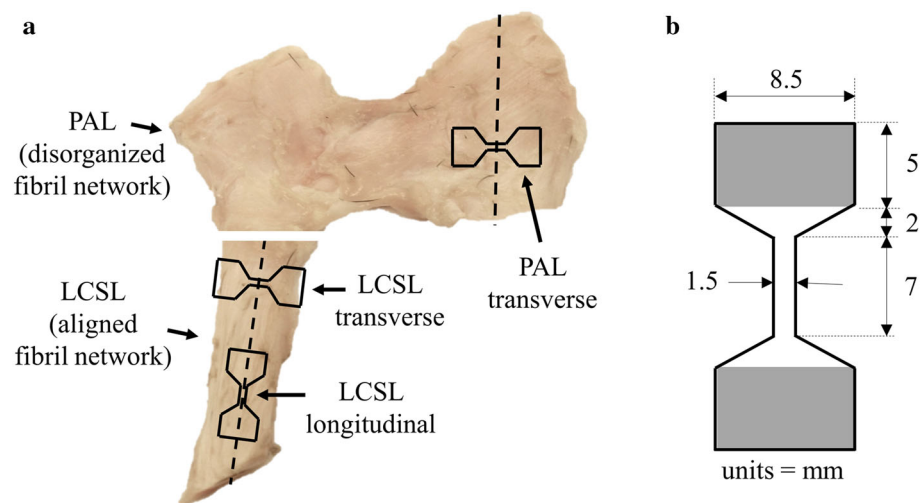 a
PAL
(disorganized
fibril network)
PAL
transverse
LCSL
(aligned
fibril network)
LCSL
transverse
LCSL
longitudinal
b
8.5
5
2
1.5
7
units = mm